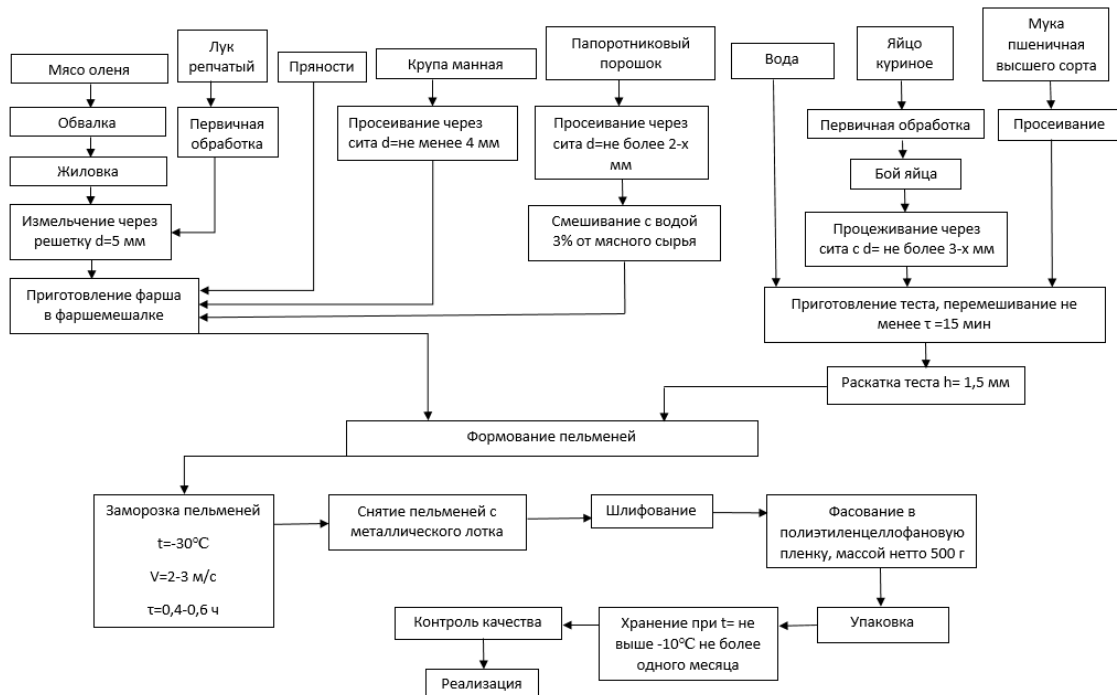 Мясо оленя
Лук
репчатый
Пряности
Крупа манная
Папоротниковый
порошок
Вода
Яйцо
куриное
Мука
пшеничная
высшего сорта
Обвалка
Первичная
обработка
Просеивание через
сита d=не менее 4 мм
Просеивание через
сита d=не более 2-х
мм
Первичная обработка
Просеивание
Жиловка
Бой яйца
Измельчение через
решетку d=5 мм
Смешивание с водой
3% от мясного сырья
Процеживание через
сита с d= не более 3-х мм
Приготовление фарша
в фаршемешалке
Приготовление теста, перемешивание не
менее τ =15 мин
Раскатка теста h= 1,5 мм
Формование пельменей
Заморозка пельменей
t=-30℃
V=2-3 м/с
τ=0,4-0,6 ч
Снятие пельменей с
металлического лотка
Шлифование
Фасование в
полиэтиленцеллофановую
пленку, массой нетто 500 г
Упаковка
Хранение при t= не
выше -10℃ не более
одного месяца
Контроль качества
Реализация